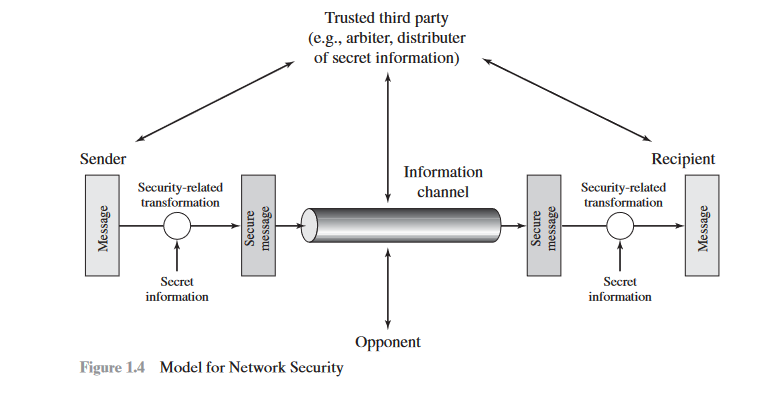 Trusted third party
(e.g., arbiter, distributer
of secret information)
Sender
Recipient
Information
channel
Security-related
transformation
Security-related
transformation
Message
Secure
message
Secure
message
Message
Secret
information
Secret
information
Opponent
Figure 1.4 Model for Network Security